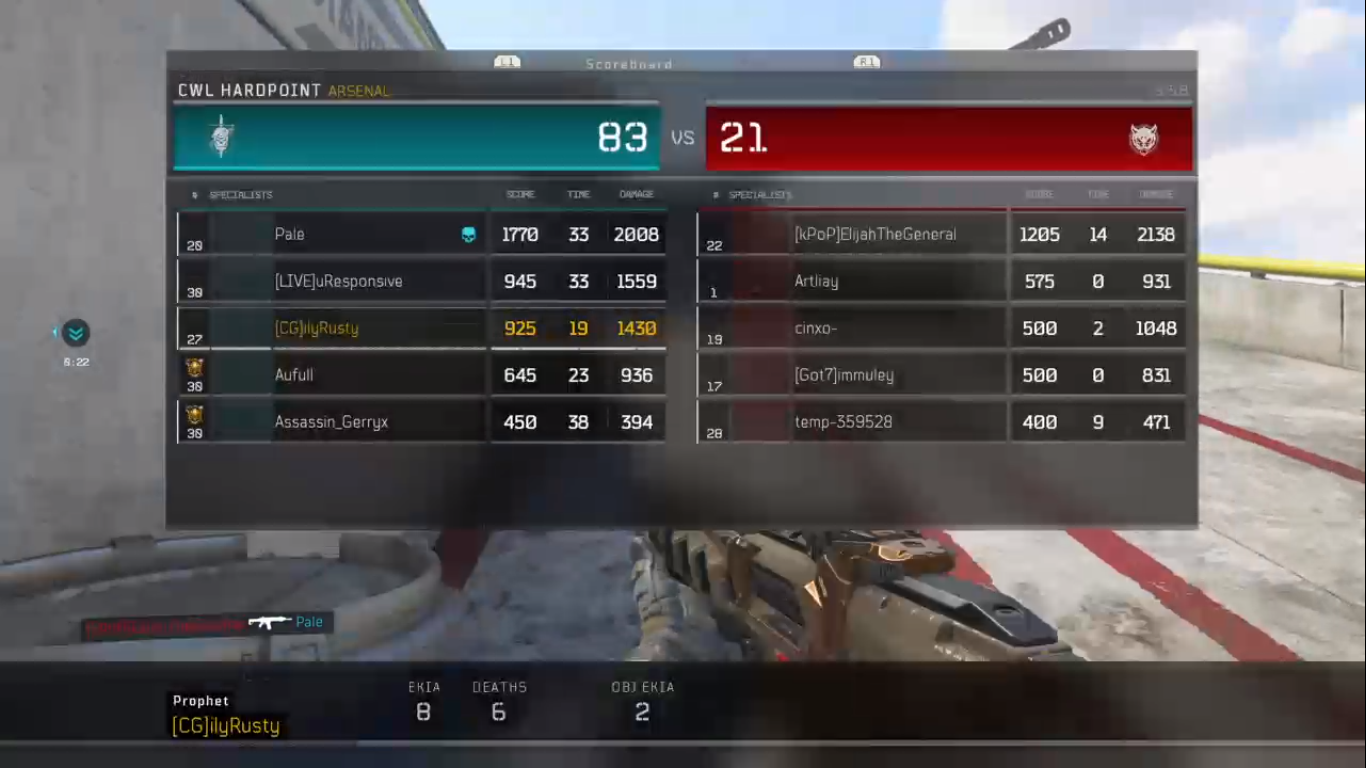 L1 Scoreboard R1
CWL HARDPOINT ARSENAL
83 VS 21
# SPECIALISTS SCORE TIME DAMAGE # SPECIALISTS SCORE TIME DAMAGE
20 Pale 1770 33 2008 22 [kPoP]ElijahTheGeneral 1205 14 2138
30 [LIVE]uResponsive 945 33 1559 1 Artliay 575 0 931
27 [CG]ilyRusty 925 19 1430 19 cinxo- 500 2 1048
30 Aufull 645 23 936 17 [Got7]immuley 500 0 831
30 Assassin_Gerryx 450 38 394 28 temp-359528 400 9 471
0:22
Pale
EKIA DEATHS OBJ EKIA
Prophet 8 6 2
[CG]ilyRusty